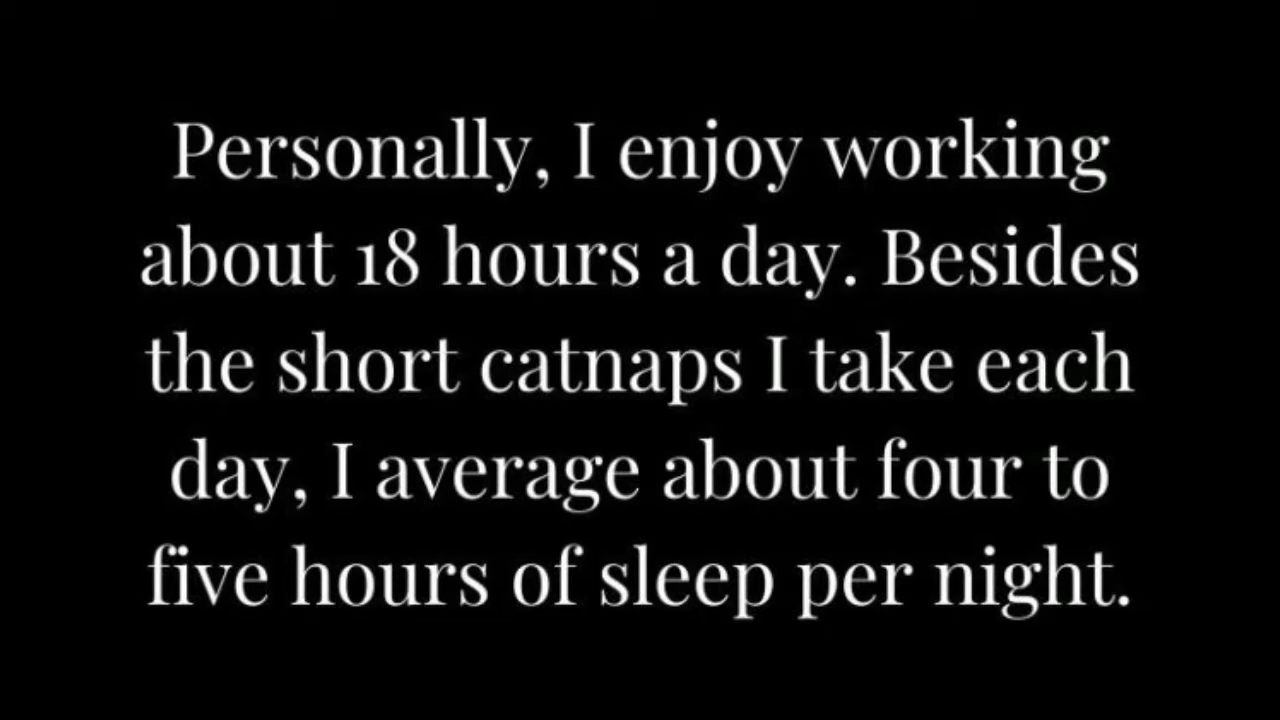 Personally, I enjoy working
about 18 hours a day. Besides
the short catnaps I take each
day, I average about four to
five hours of sleep per night.